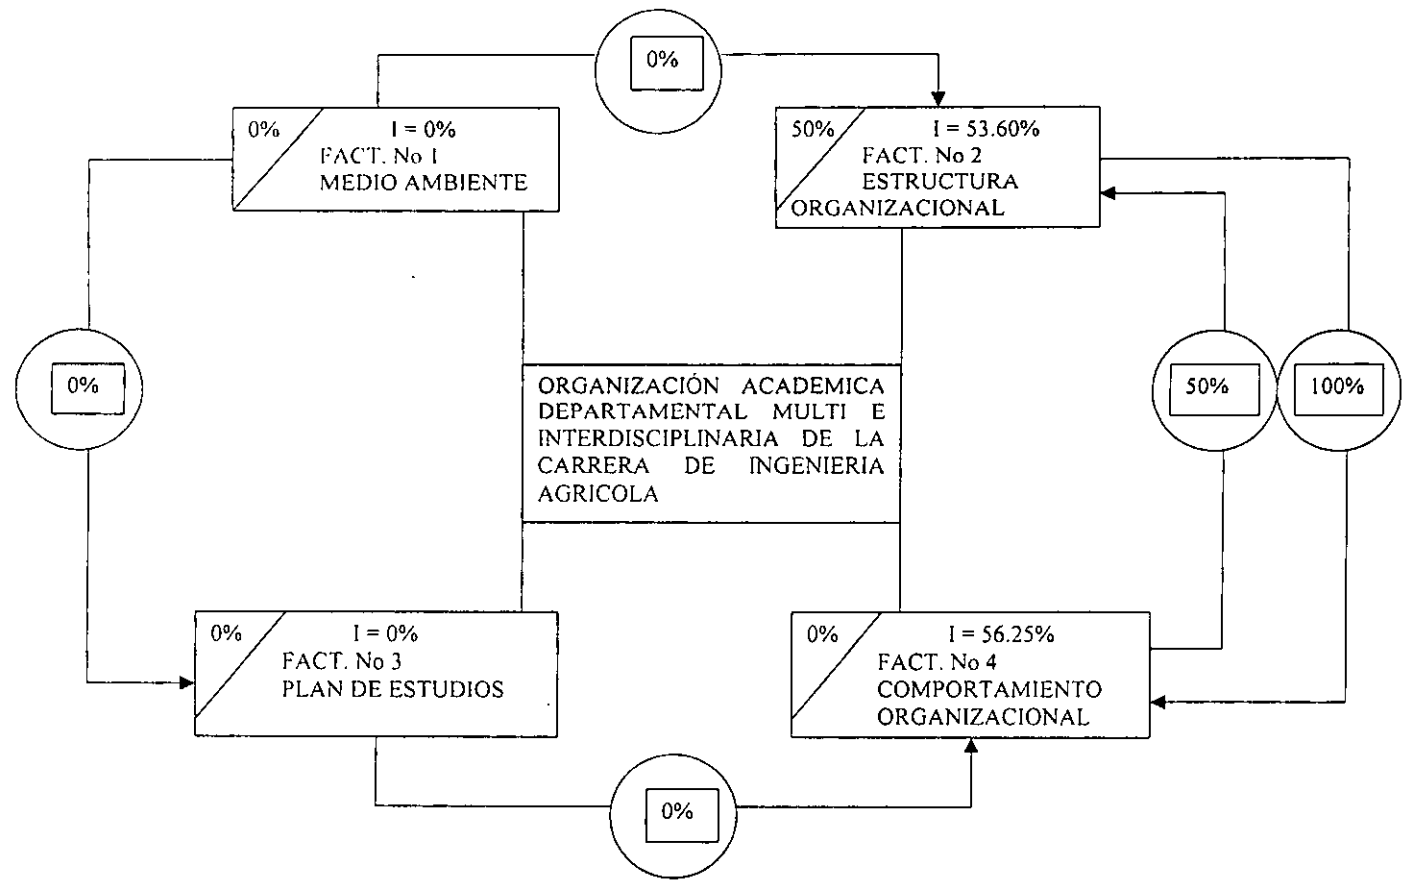 0%
0% I = 0%
FACT. No 1
MEDIO AMBIENTE
50% I = 53.60%
FACT. No 2
ESTRUCTURA
ORGANIZACIONAL
0%
ORGANIZACIÓN ACADEMICA
DEPARTAMENTAL MULTI E
INTERDISCIPLINARIA DE LA
CARRERA DE INGENIERIA
AGRICOLA
50%
100%
0% I = 0%
FACT. No 3
PLAN DE ESTUDIOS
0% I = 56.25%
FACT. No 4
COMPORTAMIENTO
ORGANIZACIONAL
0%